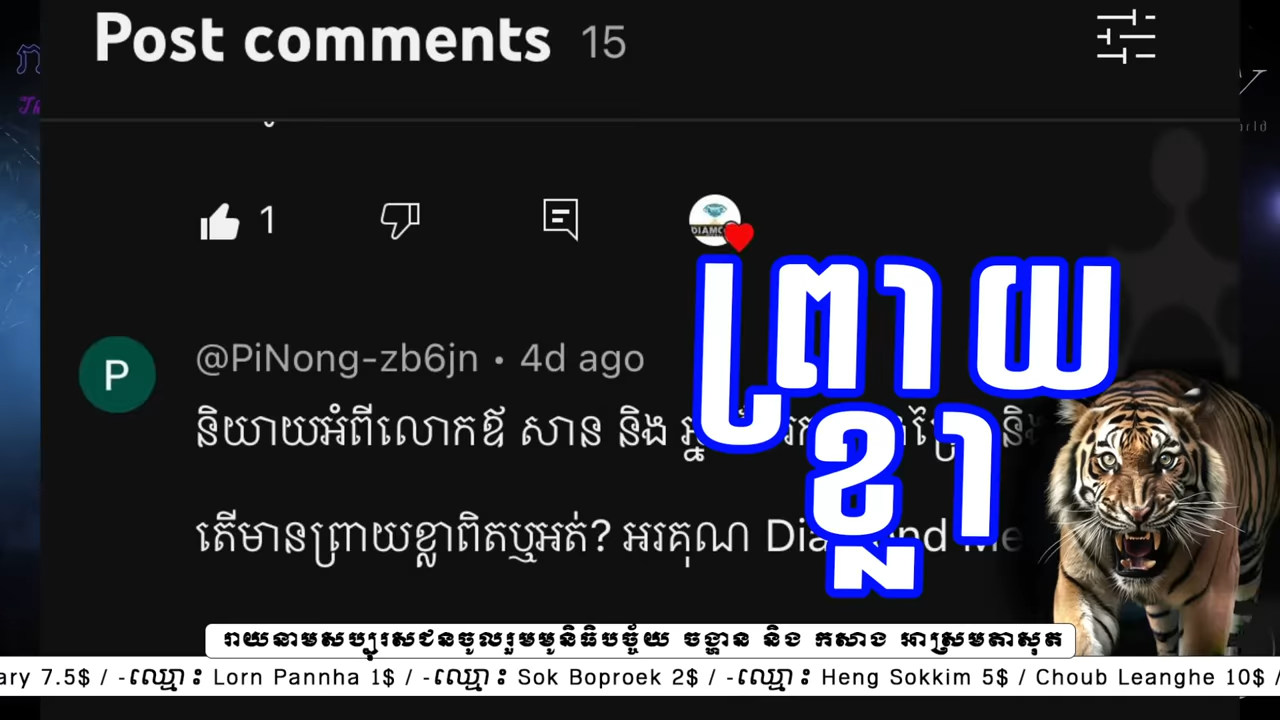 Post comments 15
1
@PiNong-zb6jn • 4d ago
និយាយអំពីលោកឪ សាន និង
តើមានព្រាយខ្លាពិតឬអត់? អរគុណ
ព្រាយ
ខ្លា
រាយនាមសប្បុរសជនចូលរួមមូនិធិបច្ច័យ ចង្ហាន និង កសាង អាស្រមតាសុត
ary 7.5$ / -ឈ្មោះ Lorn Pannha 1$ / -ឈ្មោះ Sok Boproek 2$ / -ឈ្មោះ Heng Sokkim 5$ / Choub Leanghe 10$ /